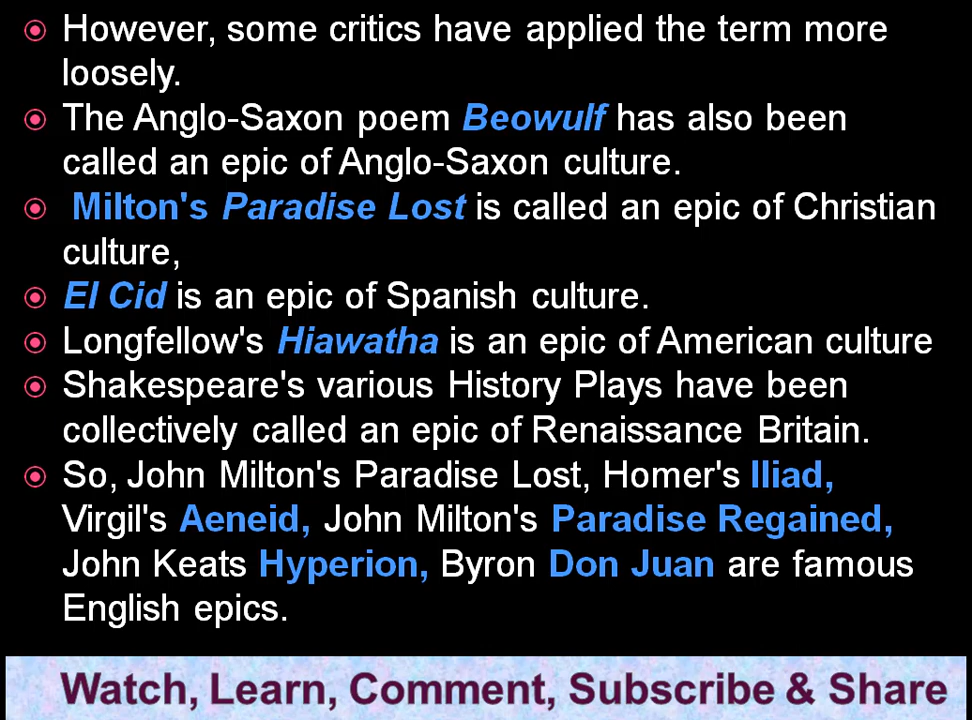 However, some critics have applied the term more
loosely.
The Anglo-Saxon poem Beowulf has also been
called an epic of Anglo-Saxon culture.
Milton's Paradise Lost is called an epic of Christian
culture,
El Cid is an epic of Spanish culture.
Longfellow's Hiawatha is an epic of American culture
Shakespeare's various History Plays have been
collectively called an epic of Renaissance Britain.
So, John Milton's Paradise Lost, Homer's Iliad,
Virgil's Aeneid, John Milton's Paradise Regained,
John Keats Hyperion, Byron Don Juan are famous
English epics.
Watch, Learn, Comment, Subscribe & Share